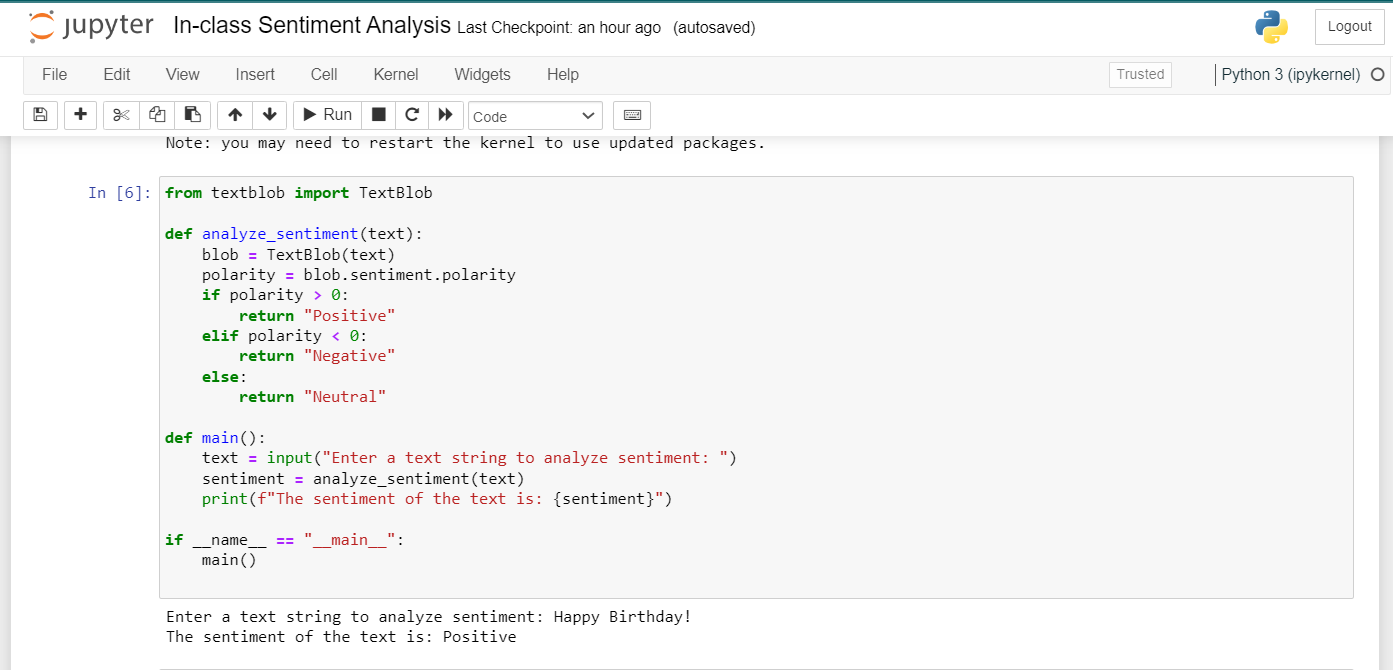 jupyter In-class Sentiment Analysis Last Checkpoint: an hour ago (autosaved) Logout
File Edit View Insert Cell Kernel Widgets Help Trusted Python 3 (ipykernel)
Run Code
Note: you may need to restart the kernel to use updated packages.
In [6]: from textblob import TextBlob

def analyze_sentiment(text):
    blob = TextBlob(text)
    polarity = blob.sentiment.polarity
    if polarity > 0:
        return "Positive"
    elif polarity < 0:
        return "Negative"
    else:
        return "Neutral"

def main():
    text = input("Enter a text string to analyze sentiment: ")
    sentiment = analyze_sentiment(text)
    print(f"The sentiment of the text is: {sentiment}")

if __name__ == "__main__":
    main()

Enter a text string to analyze sentiment: Happy Birthday!
The sentiment of the text is: Positive